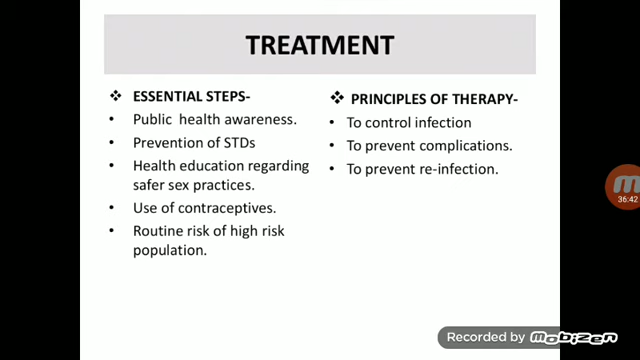 TREATMENT
❖ ESSENTIAL STEPS-
• Public health awareness.
• Prevention of STDs
• Health education regarding
safer sex practices.
• Use of contraceptives.
• Routine risk of high risk
population.
❖ PRINCIPLES OF THERAPY-
• To control infection
• To prevent complications.
• To prevent re-infection.
36:42
Recorded by mobizen